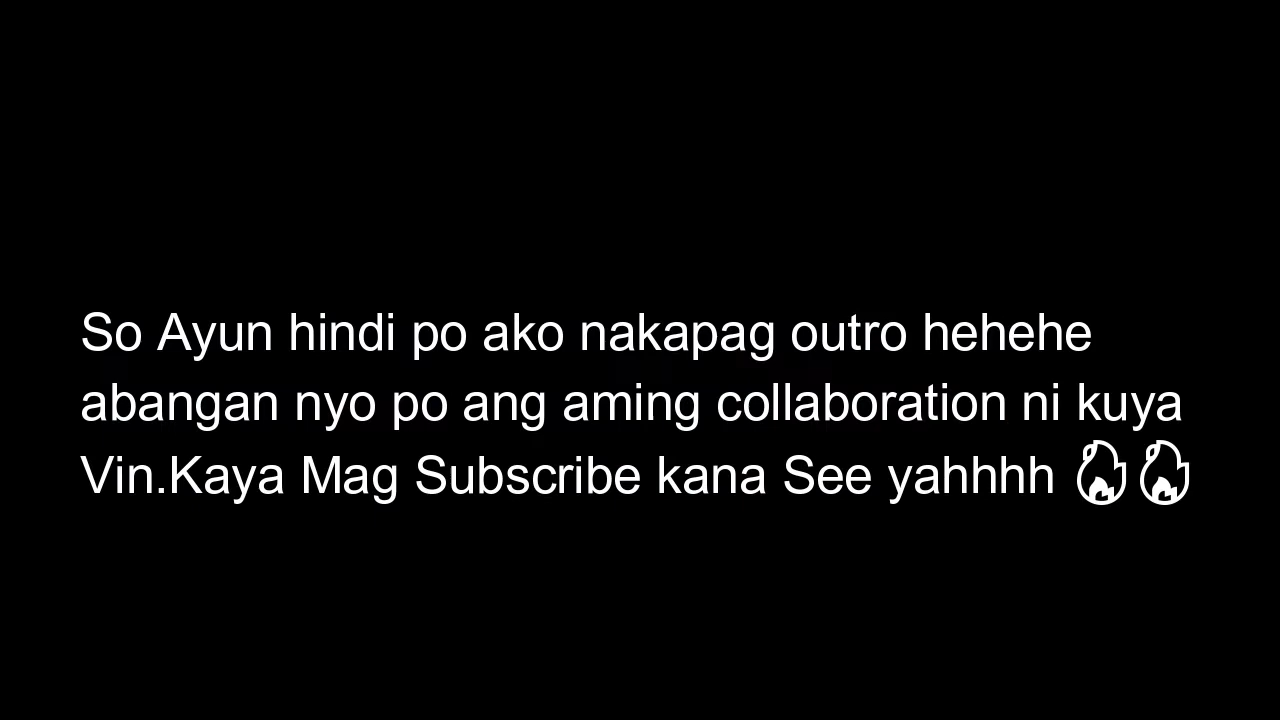 So Ayun hindi po ako nakapag outro hehehe
abangan nyo po ang aming collaboration ni kuya
Vin.Kaya Mag Subscribe kana See yahhhh 🔥🔥